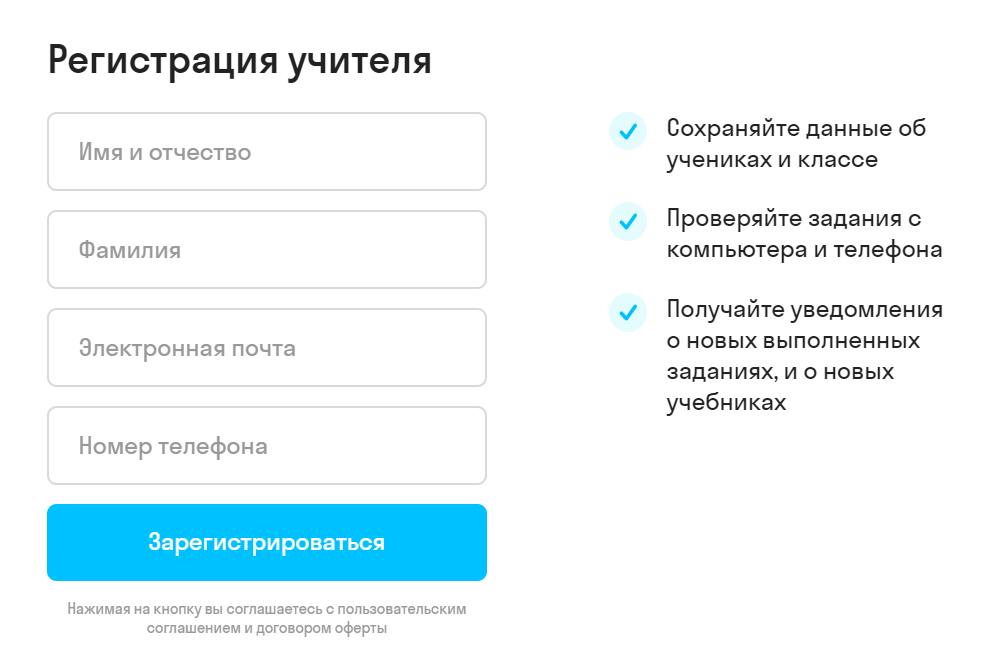 Регистрация учителя
Имя и отчество
Фамилия
Электронная почта
Номер телефона
Зарегистрироваться
Нажимая на кнопку вы соглашаетесь с пользовательским
соглашением и договором оферты
Сохраняйте данные об
учениках и классе
Проверяйте задания с
компьютера и телефона
Получайте уведомления
о новых выполненных
заданиях, и о новых
учебниках